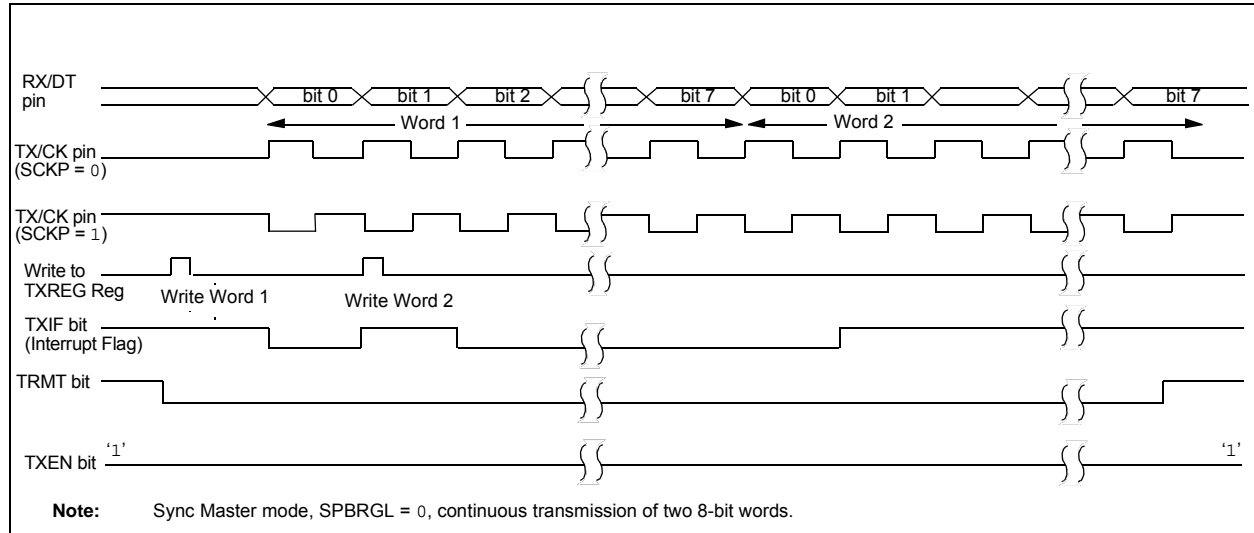 RX/DT
pin
bit 0 bit 1 bit 2 bit 7 bit 0 bit 1 bit 7
Word 1 Word 2
TX/CK pin
(SCKP = 0)
TX/CK pin
(SCKP = 1)
Write to
TXREG Reg
Write Word 1 Write Word 2
TXIF bit
(Interrupt Flag)
TRMT bit
TXEN bit ‘1’ ‘1’
Note: Sync Master mode, SPBRGL = 0, continuous transmission of two 8-bit words.